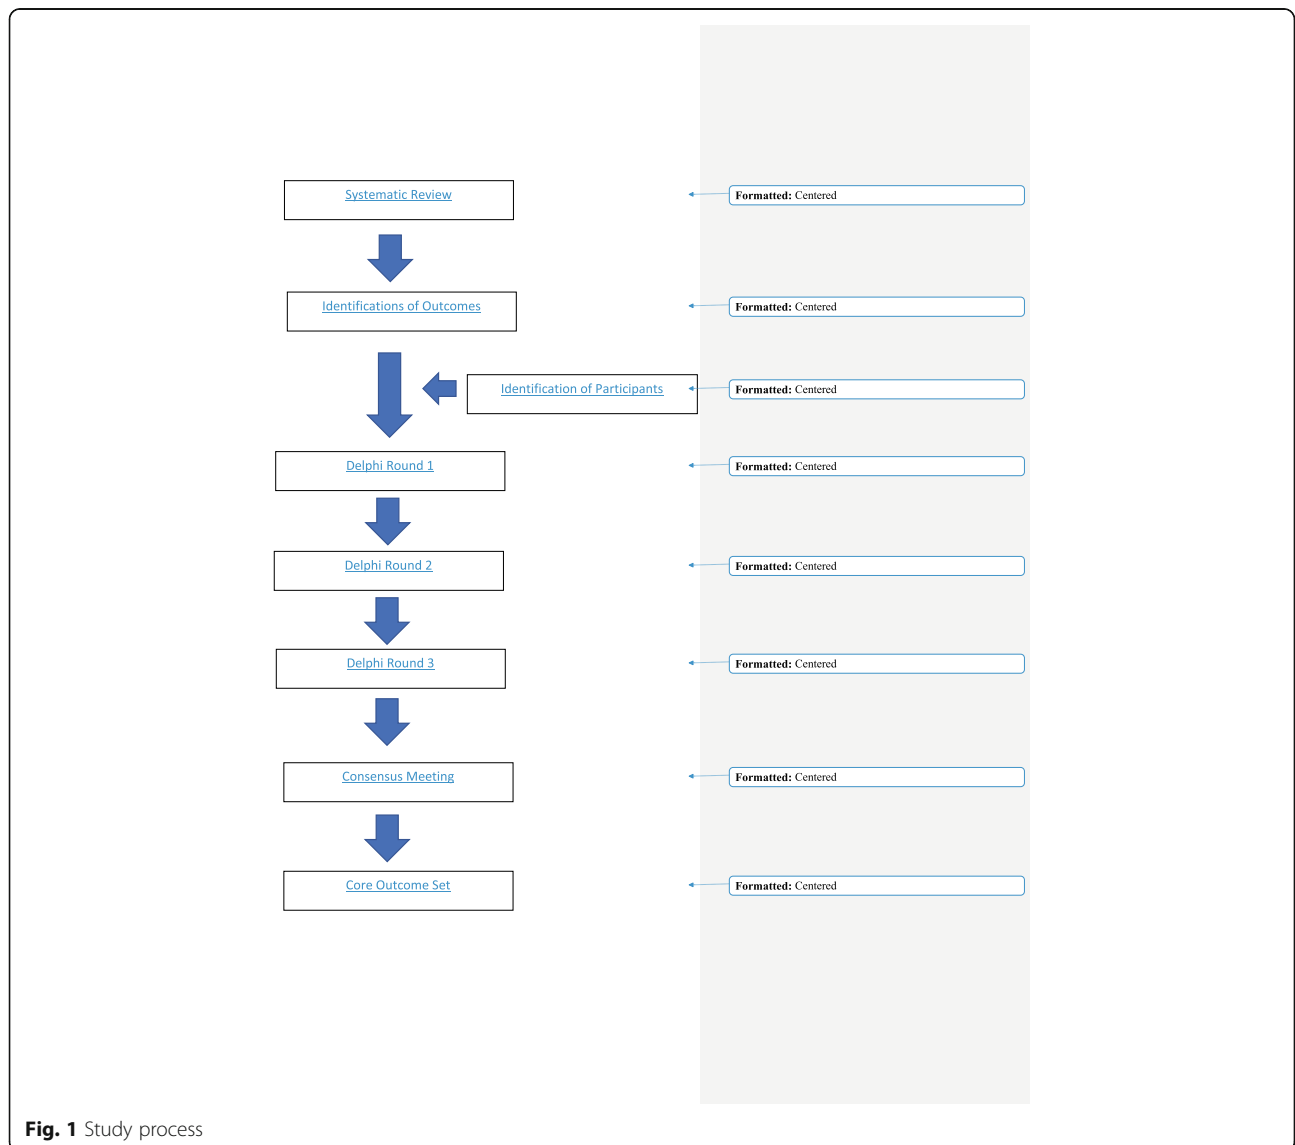 Systematic Review
Formatted: Centered
Identifications of Outcomes
Formatted: Centered
Identification of Participants
Formatted: Centered
Delphi Round 1
Formatted: Centered
Delphi Round 2
Formatted: Centered
Delphi Round 3
Formatted: Centered
Consensus Meeting
Formatted: Centered
Core Outcome Set
Formatted: Centered
Fig. 1 Study process